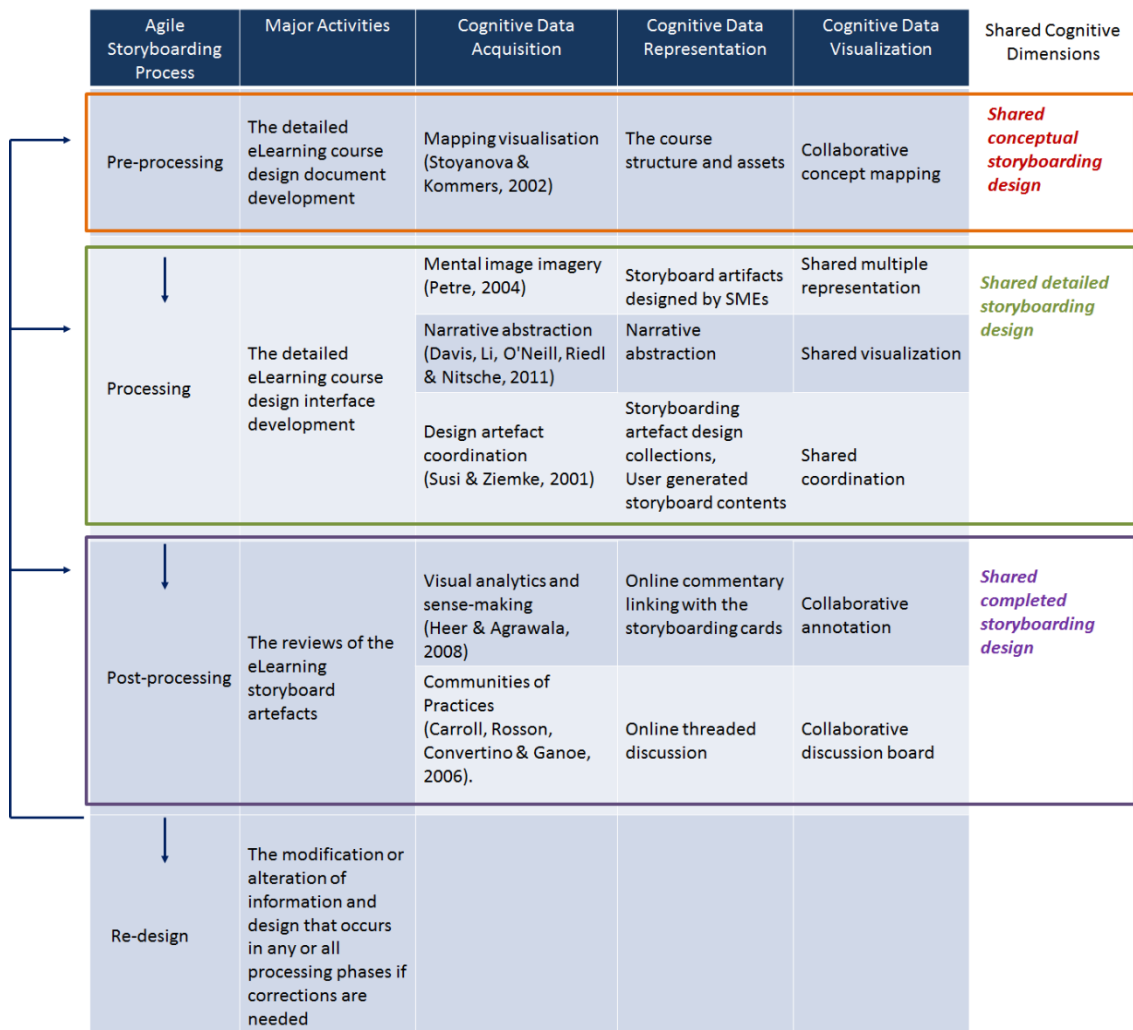 Agile
Storyboarding
Process
Major Activities
Cognitive Data
Acquisition
Cognitive Data
Representation
Cognitive Data
Visualization
Shared Cognitive
Dimensions
Pre-processing
The detailed
eLearning course
design document
development
Mapping visualisation
(Stoyanova &
Kommers, 2002)
The course
structure and assets
Collaborative
concept mapping
Shared
conceptual
storyboarding
design
Processing
The detailed
eLearning course
design interface
development
Mental image imagery
(Petre, 2004)
Storyboard artifacts
designed by SMEs
Shared multiple
representation
Shared detailed
storyboarding
design
Narrative abstraction
(Davis, Li, O'Neill, Riedl
& Nitsche, 2011)
Narrative
abstraction
Shared visualization
Design artefact
coordination
(Susi & Ziemke, 2001)
Storyboarding
artefact design
collections,
User generated
storyboard contents
Shared
coordination
Post-processing
The reviews of the
eLearning
storyboard
artefacts
Visual analytics and
sense-making
(Heer & Agrawala,
2008)
Online commentary
linking with the
storyboarding cards
Collaborative
annotation
Shared
completed
storyboarding
design
Communities of
Practices
(Carroll, Rosson,
Convertino & Ganoe,
2006).
Online threaded
discussion
Collaborative
discussion board
Re-design
The modification or
alteration of
information and
design that occurs
in any or all
processing phases if
corrections are
needed